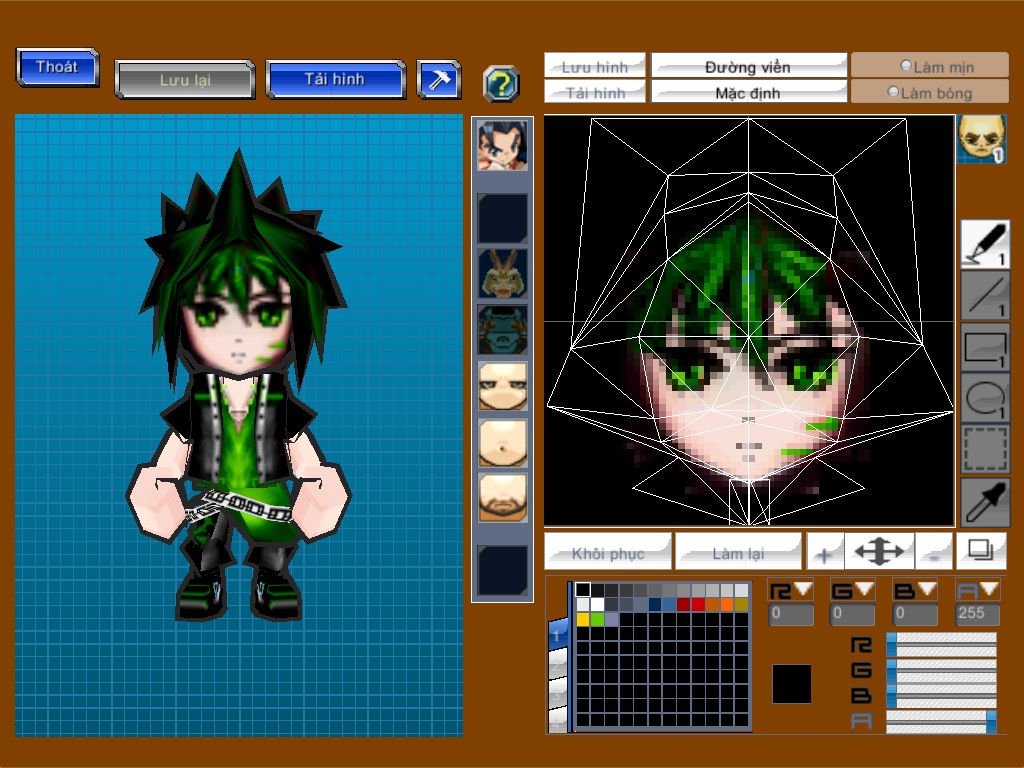 Thoát
Lưu lại
Tải hình
?
Lưu hình
Đường viền
Làm mịn
Tải hình
Mặc định
Làm bóng
1
1
1
1
1
Khôi phục
Làm lại
+
-
R G B A
0 0 0 255
1
R
G
B
A